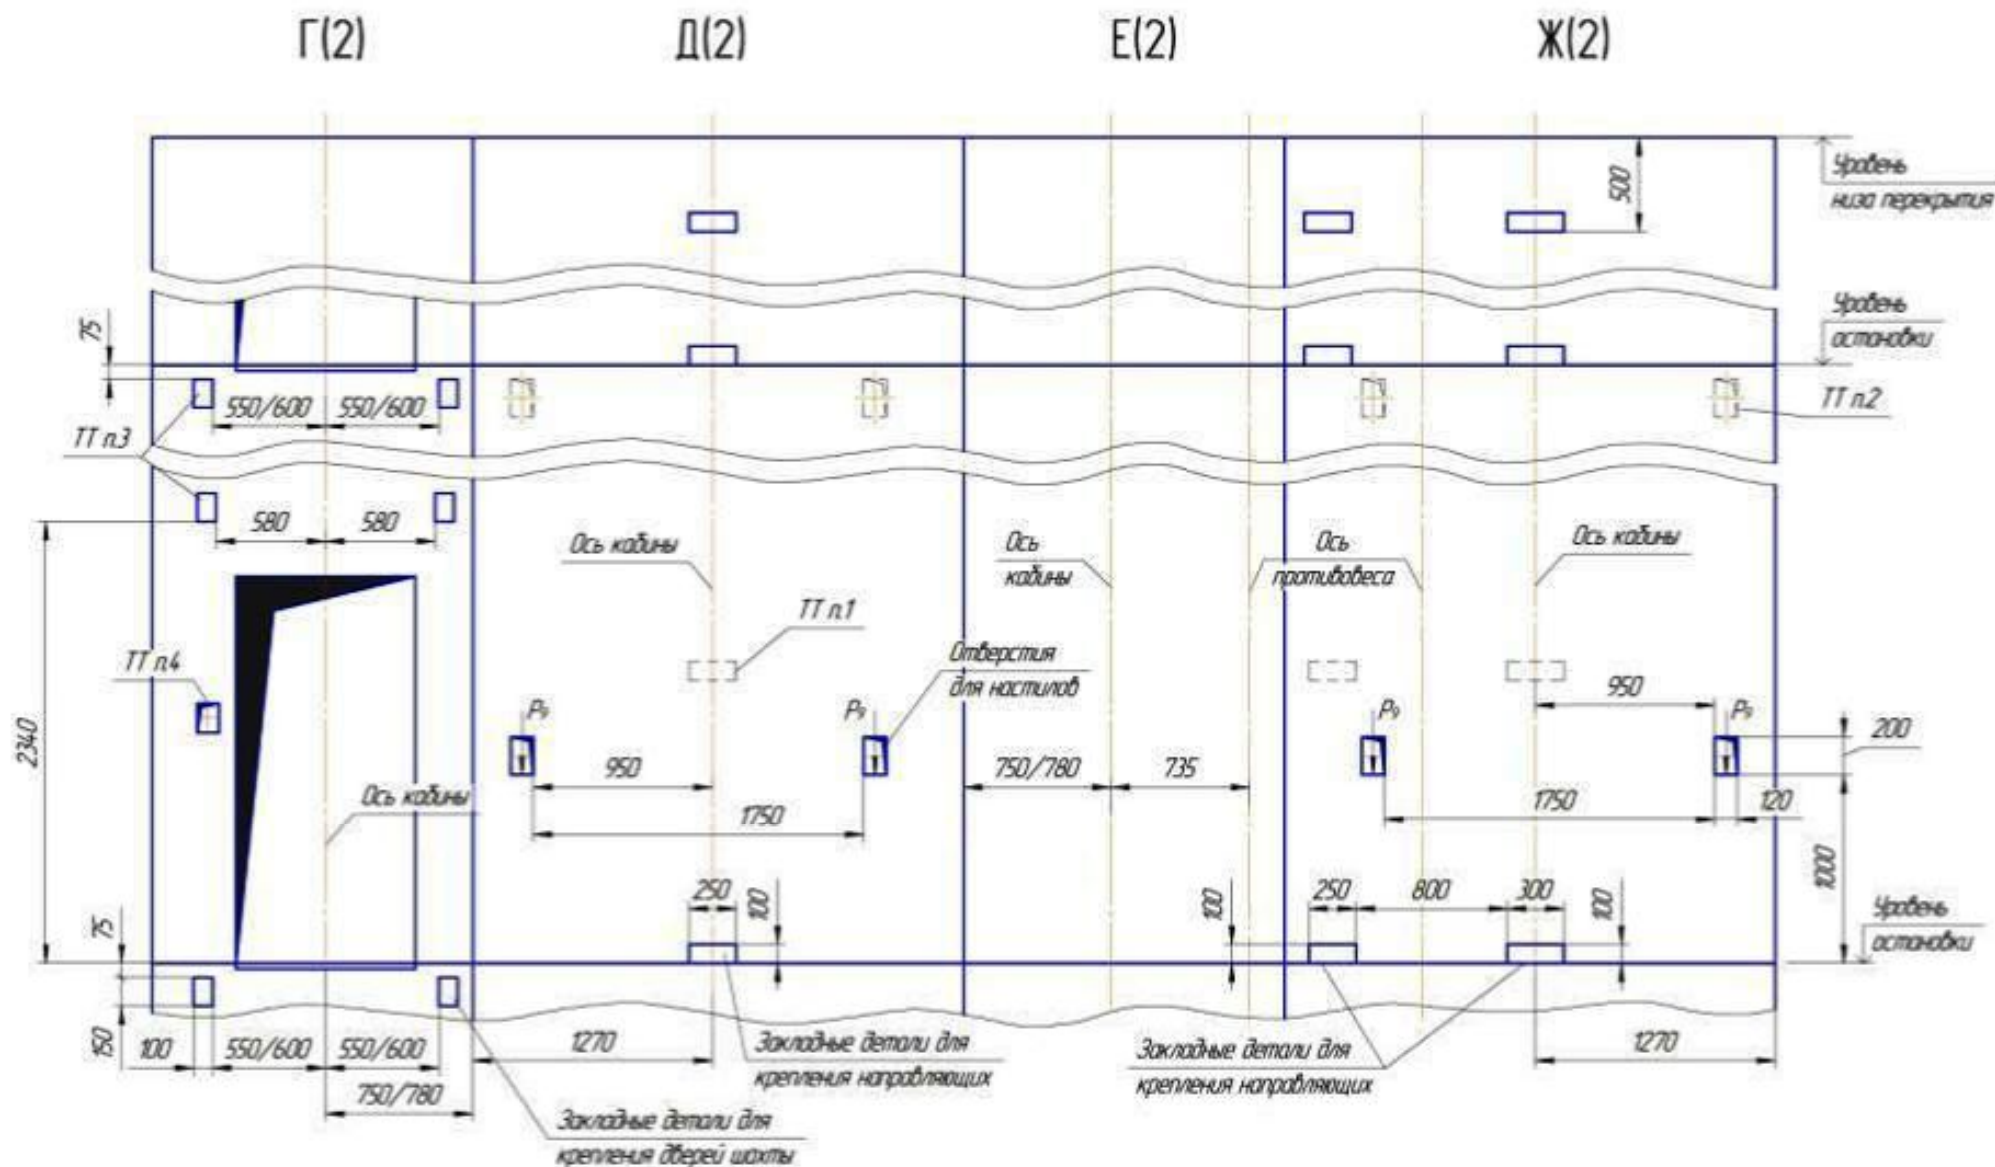 Г(2)
Д(2)
Е(2)
Ж(2)
Уровень
низа перекрытия
500
Уровень
остановки
75
550/600
550/600
ТТ п.3
ТТ п.2
580
580
Ось кабины
Ось
кабины
Ось
противовеса
Ось кабины
ТТ п.1
ТТ п.4
Отверстия
для настилов
2340
P₉
P₉
P₉
P₉
950
200
950
750/780
735
Ось кабины
1750
1750
120
1000
250
100
100
250
800
300
100
75
Уровень
остановки
150
100
550/600
550/600
1270
Закладные детали для
крепления направляющих
Закладные детали для
крепления направляющих
1270
750/780
Закладные детали для
крепления дверей шахты